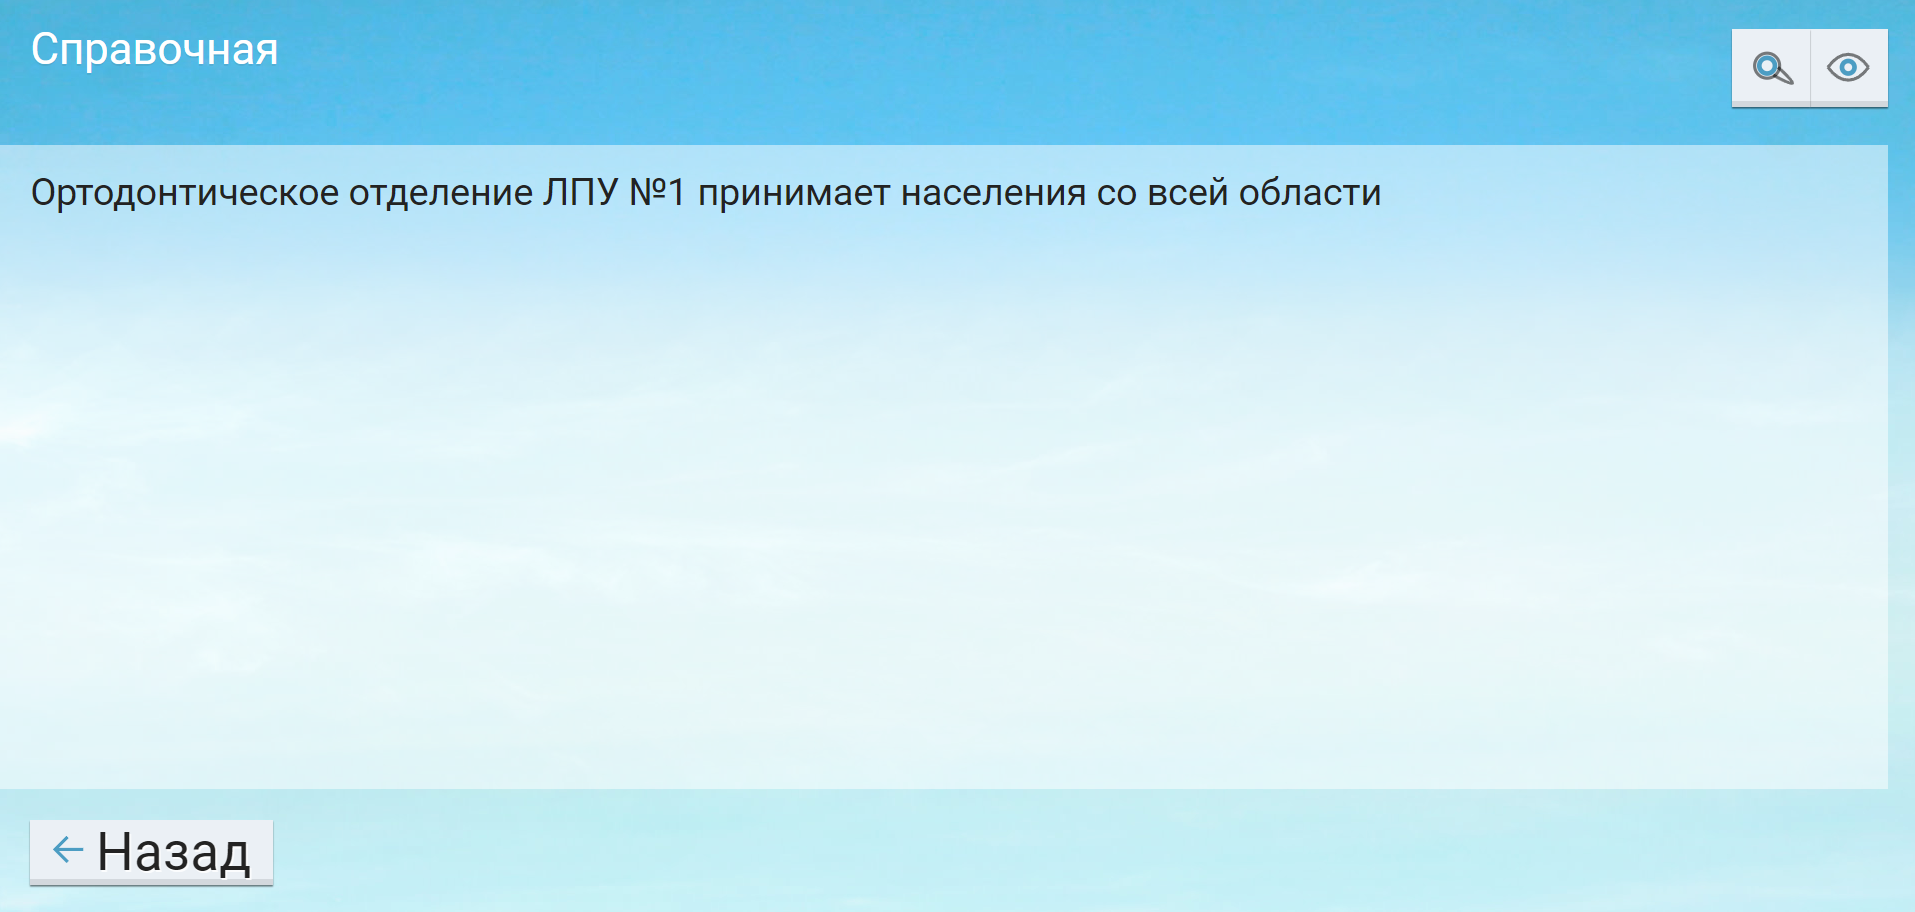 Справочная
Ортодонтическое отделение ЛПУ №1 принимает населения со всей области
Назад